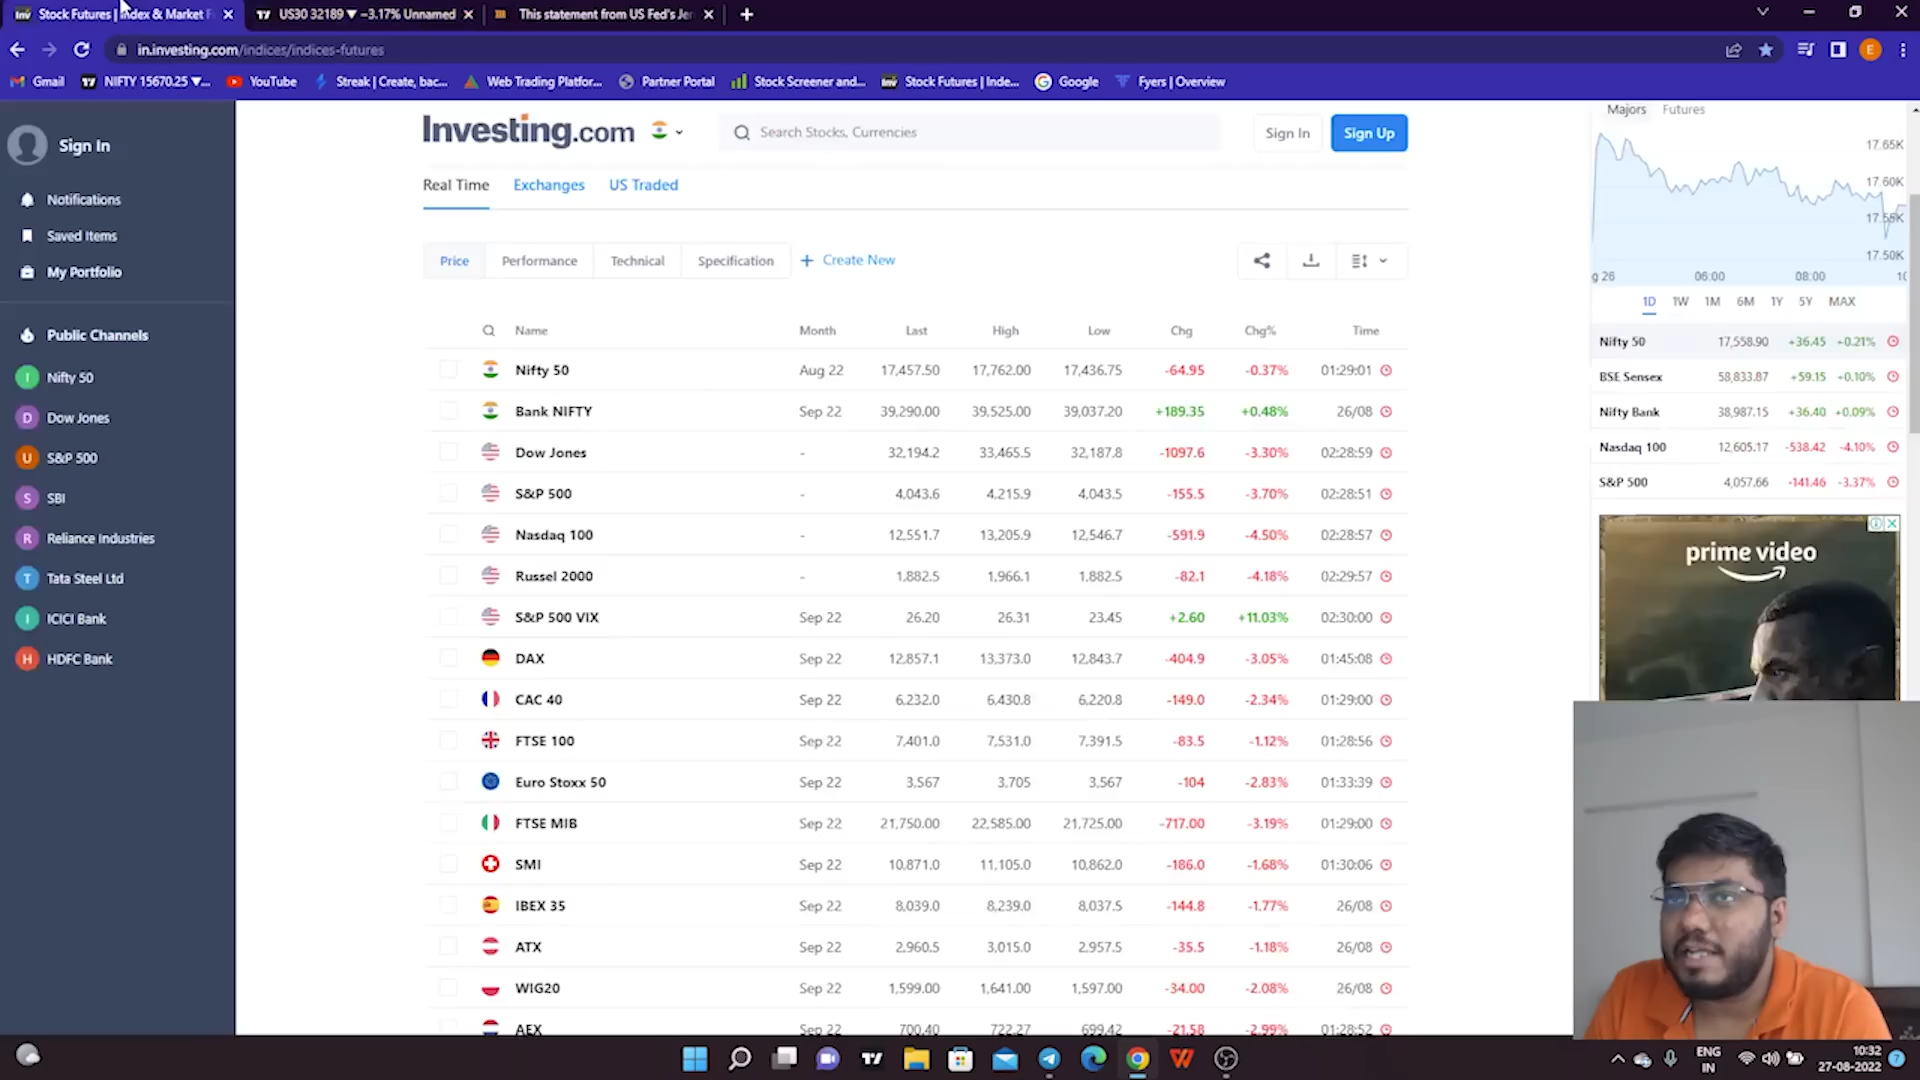 Inv Stock Futures | Index & Market F
US30 32189 ▼ −3.17% Unnamed
This statement from US Fed's Jer
in.investing.com/indices/indices-futures
E
Gmail
NIFTY 15670.25 ▼...
YouTube
Streak | Create, bac...
Web Trading Platfor...
Partner Portal
Stock Screener and...
Inv Stock Futures | Inde...
Google
Fyers | Overview
Sign In
Notifications
Saved Items
My Portfolio
Public Channels
I Nifty 50
D Dow Jones
U S&P 500
S SBI
R Reliance Industries
T Tata Steel Ltd
I ICICI Bank
H HDFC Bank
Investing.com
Search Stocks, Currencies
Sign In
Sign Up
Real Time Exchanges US Traded
Price Performance Technical Specification + Create New
Name Month Last High Low Chg Chg% Time
Nifty 50 Aug 22 17,457.50 17,762.00 17,436.75 -64.95 -0.37% 01:29:01
Bank NIFTY Sep 22 39,290.00 39,525.00 39,037.20 +189.35 +0.48% 26/08
Dow Jones - 32,194.2 33,465.5 32,187.8 -1097.6 -3.30% 02:28:59
S&P 500 - 4,043.6 4,215.9 4,043.5 -155.5 -3.70% 02:28:51
Nasdaq 100 - 12,551.7 13,205.9 12,546.7 -591.9 -4.50% 02:28:57
Russel 2000 - 1,882.5 1,966.1 1,882.5 -82.1 -4.18% 02:29:57
S&P 500 VIX Sep 22 26.20 26.31 23.45 +2.60 +11.03% 02:30:00
DAX Sep 22 12,857.1 13,373.0 12,843.7 -404.9 -3.05% 01:45:08
CAC 40 Sep 22 6,232.0 6,430.8 6,220.8 -149.0 -2.34% 01:29:00
FTSE 100 Sep 22 7,401.0 7,531.0 7,391.5 -83.5 -1.12% 01:28:56
Euro Stoxx 50 Sep 22 3,567 3,705 3,567 -104 -2.83% 01:33:39
FTSE MIB Sep 22 21,750.00 22,585.00 21,725.00 -717.00 -3.19% 01:29:00
SMI Sep 22 10,871.0 11,105.0 10,862.0 -186.0 -1.68% 01:30:06
IBEX 35 Sep 22 8,039.0 8,239.0 8,037.5 -144.8 -1.77% 26/08
ATX Sep 22 2,960.5 3,015.0 2,957.5 -35.5 -1.18% 26/08
WIG20 Sep 22 1,599.00 1,641.00 1,597.00 -34.00 -2.08% 26/08
AEX Sep 22 700.40 722.27 699.42 -21.58 -2.99% 01:28:52
Majors Futures
17.65K
17.60K
17.55K
17.50K
g 26 06:00 08:00 10
1D 1W 1M 6M 1Y 5Y MAX
Nifty 50 17,558.90 +36.45 +0.21%
BSE Sensex 58,833.87 +59.15 +0.10%
Nifty Bank 38,987.15 +36.40 +0.09%
Nasdaq 100 12,605.17 -538.42 -4.10%
S&P 500 4,057.66 -141.46 -3.37%
prime video
ENG
IN
10:32
27-08-2022
7